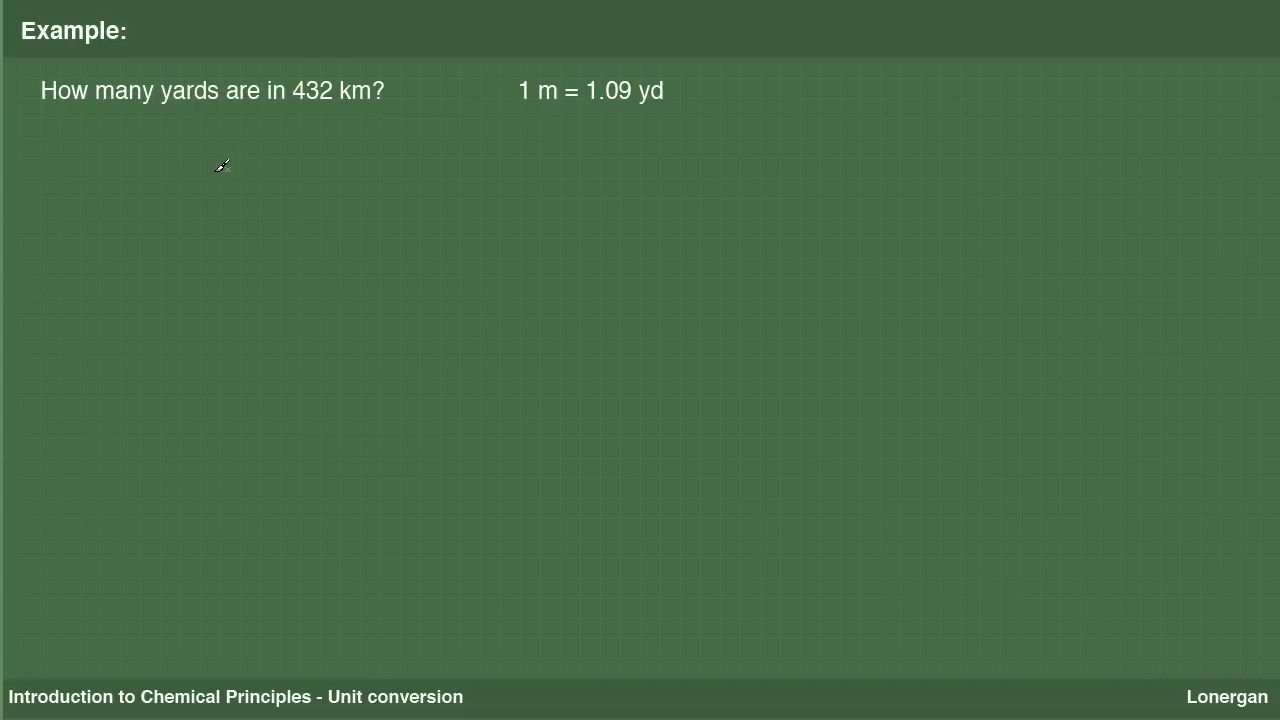 Example:
How many yards are in 432 km?
1 m = 1.09 yd
Introduction to Chemical Principles - Unit conversion
Lonergan